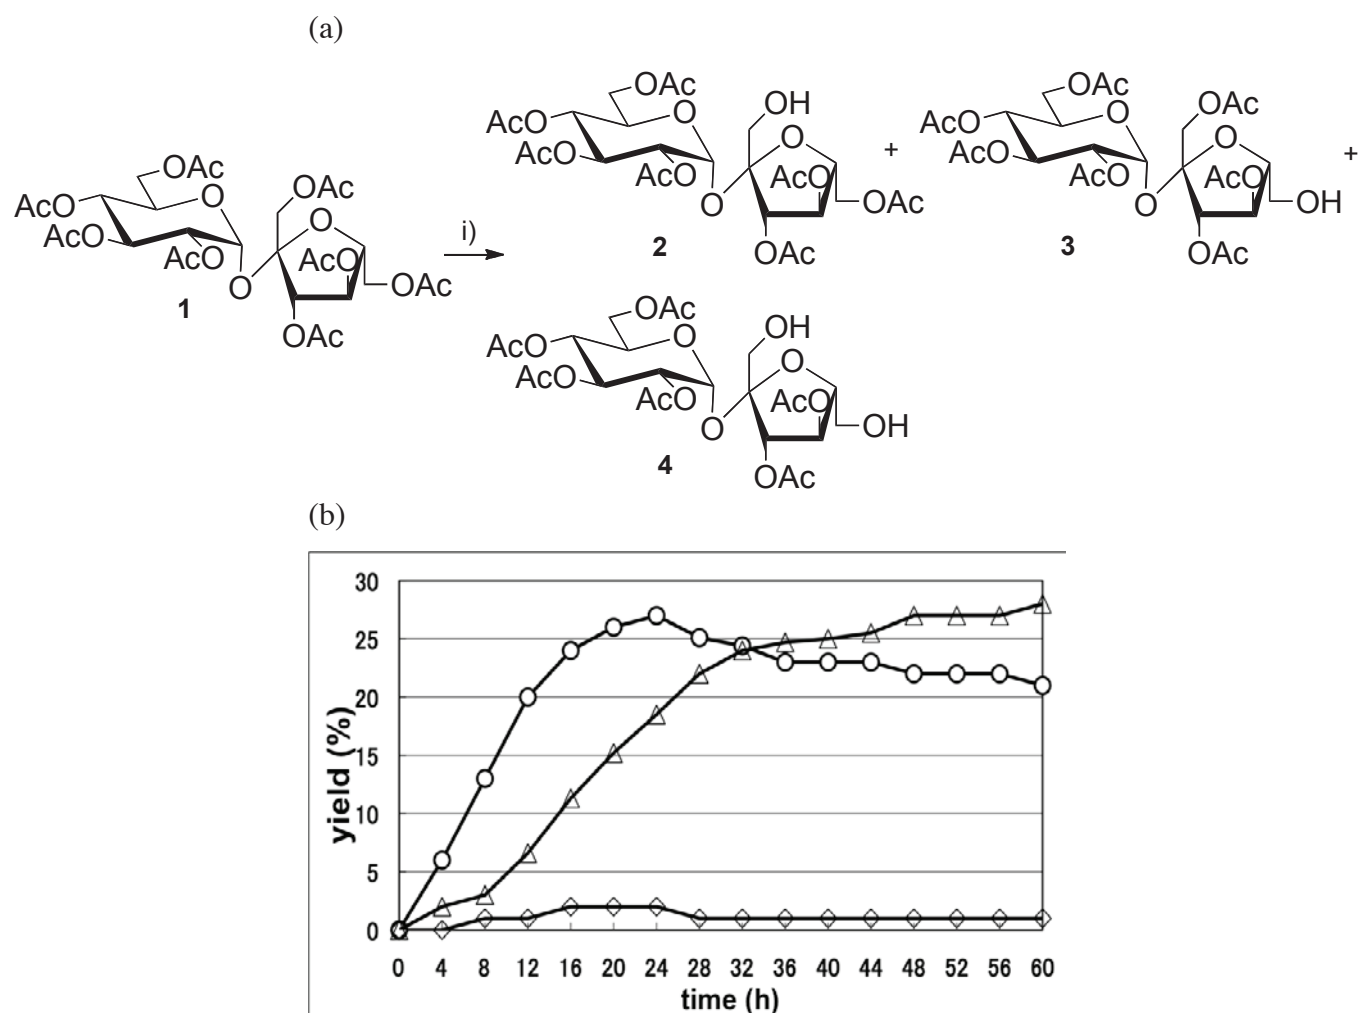 (a)
OAc
O
AcO
AcO
AcO
O
OAc
O
AcO
OAc
OAc
1
i)
OAc
O
AcO
AcO
AcO
O
OH
O
AcO
OAc
OAc
2
+
OAc
O
AcO
AcO
AcO
O
OAc
O
AcO
OH
OAc
3
+
OAc
O
AcO
AcO
AcO
O
OH
O
AcO
OH
OAc
4
(b)
yield (%)
30
25
20
15
10
5
0
0 4 8 12 16 20 24 28 32 36 40 44 48 52 56 60
time (h)